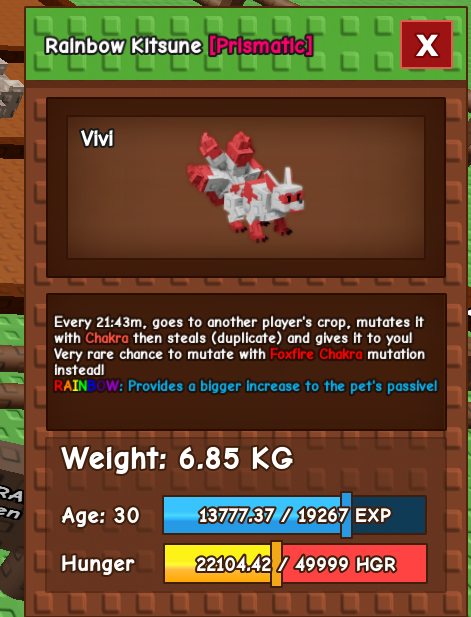 Rainbow Kitsune [Prismatic]
X
Vivi
Every 21:43m, goes to another player's crop, mutates it
with Chakra then steals (duplicate) and gives it to you!
Very rare chance to mutate with Foxfire Chakra mutation
instead!
RAINBOW: Provides a bigger increase to the pet's passive!
Weight: 6.85 KG
Age: 30
13777.37 / 19267 EXP
Hunger
22104.42 / 49999 HGR
RA
en